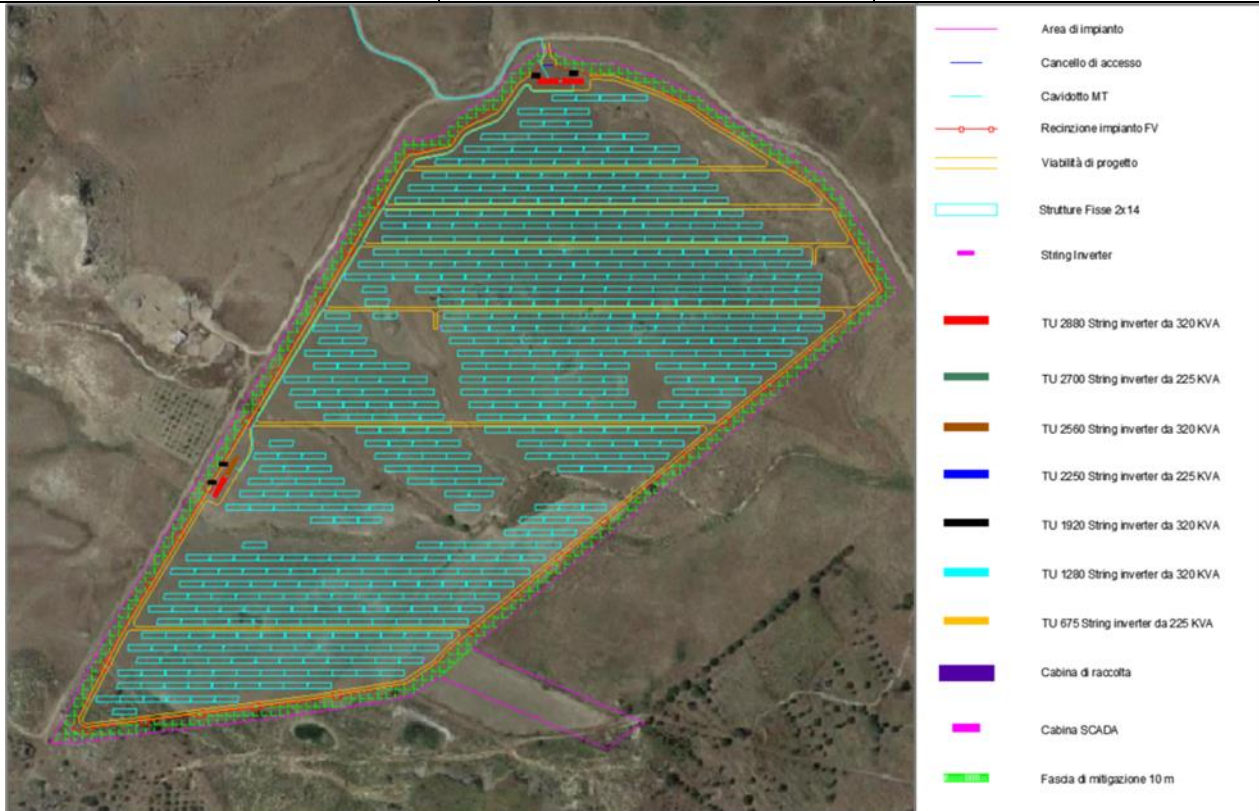 Area di impianto
Cancello di accesso
Cavidotto MT
Recinzione impianto FV
Viabilità di progetto
Strutture Fisse 2x14
String Inverter
TU 2880 String inverter da 320 KVA
TU 2700 String inverter da 225 KVA
TU 2560 String inverter da 320 KVA
TU 2250 String inverter da 225 KVA
TU 1920 String inverter da 320 KVA
TU 1280 String inverter da 320 KVA
TU 675 String inverter da 225 KVA
Cabina di raccolta
Cabina SCADA
Fascia di mitigazione 10 m